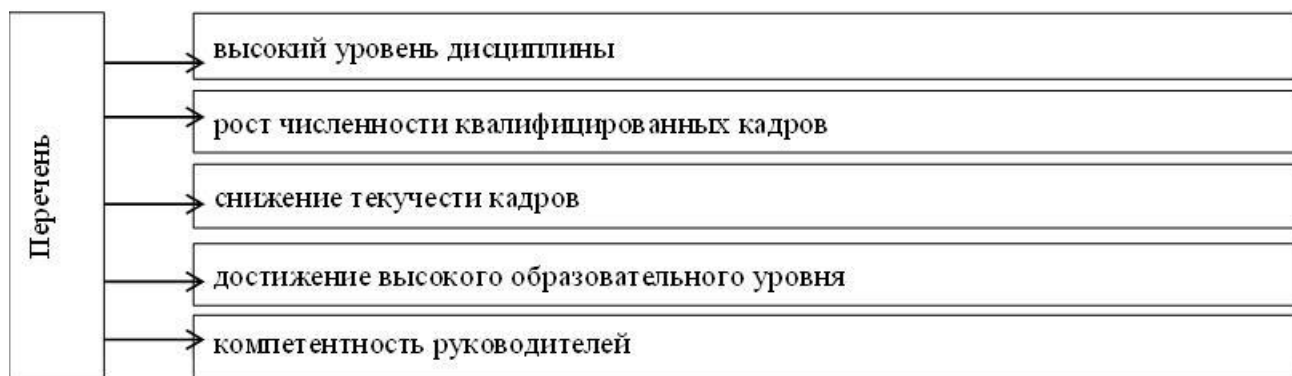 Перечень
высокий уровень дисциплины
рост численности квалифицированных кадров
снижение текучести кадров
достижение высокого образовательного уровня
компетентность руководителей